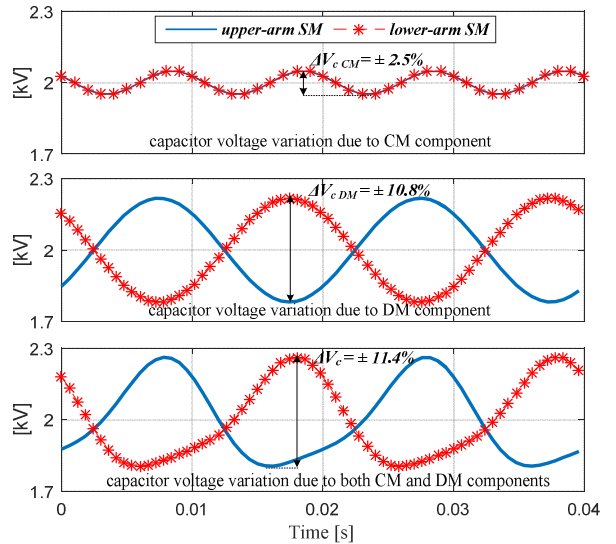 upper-arm SM
lower-arm SM
2.3
ΔVc CM = ± 2.5%
[kV]
2
capacitor voltage variation due to CM component
1.7
2.3
ΔVc DM = ± 10.8%
[kV]
2
capacitor voltage variation due to DM component
1.7
2.3
ΔVc = ± 11.4%
[kV]
2
capacitor voltage variation due to both CM and DM components
1.7
0 0.01 0.02 0.03 0.04
Time [s]